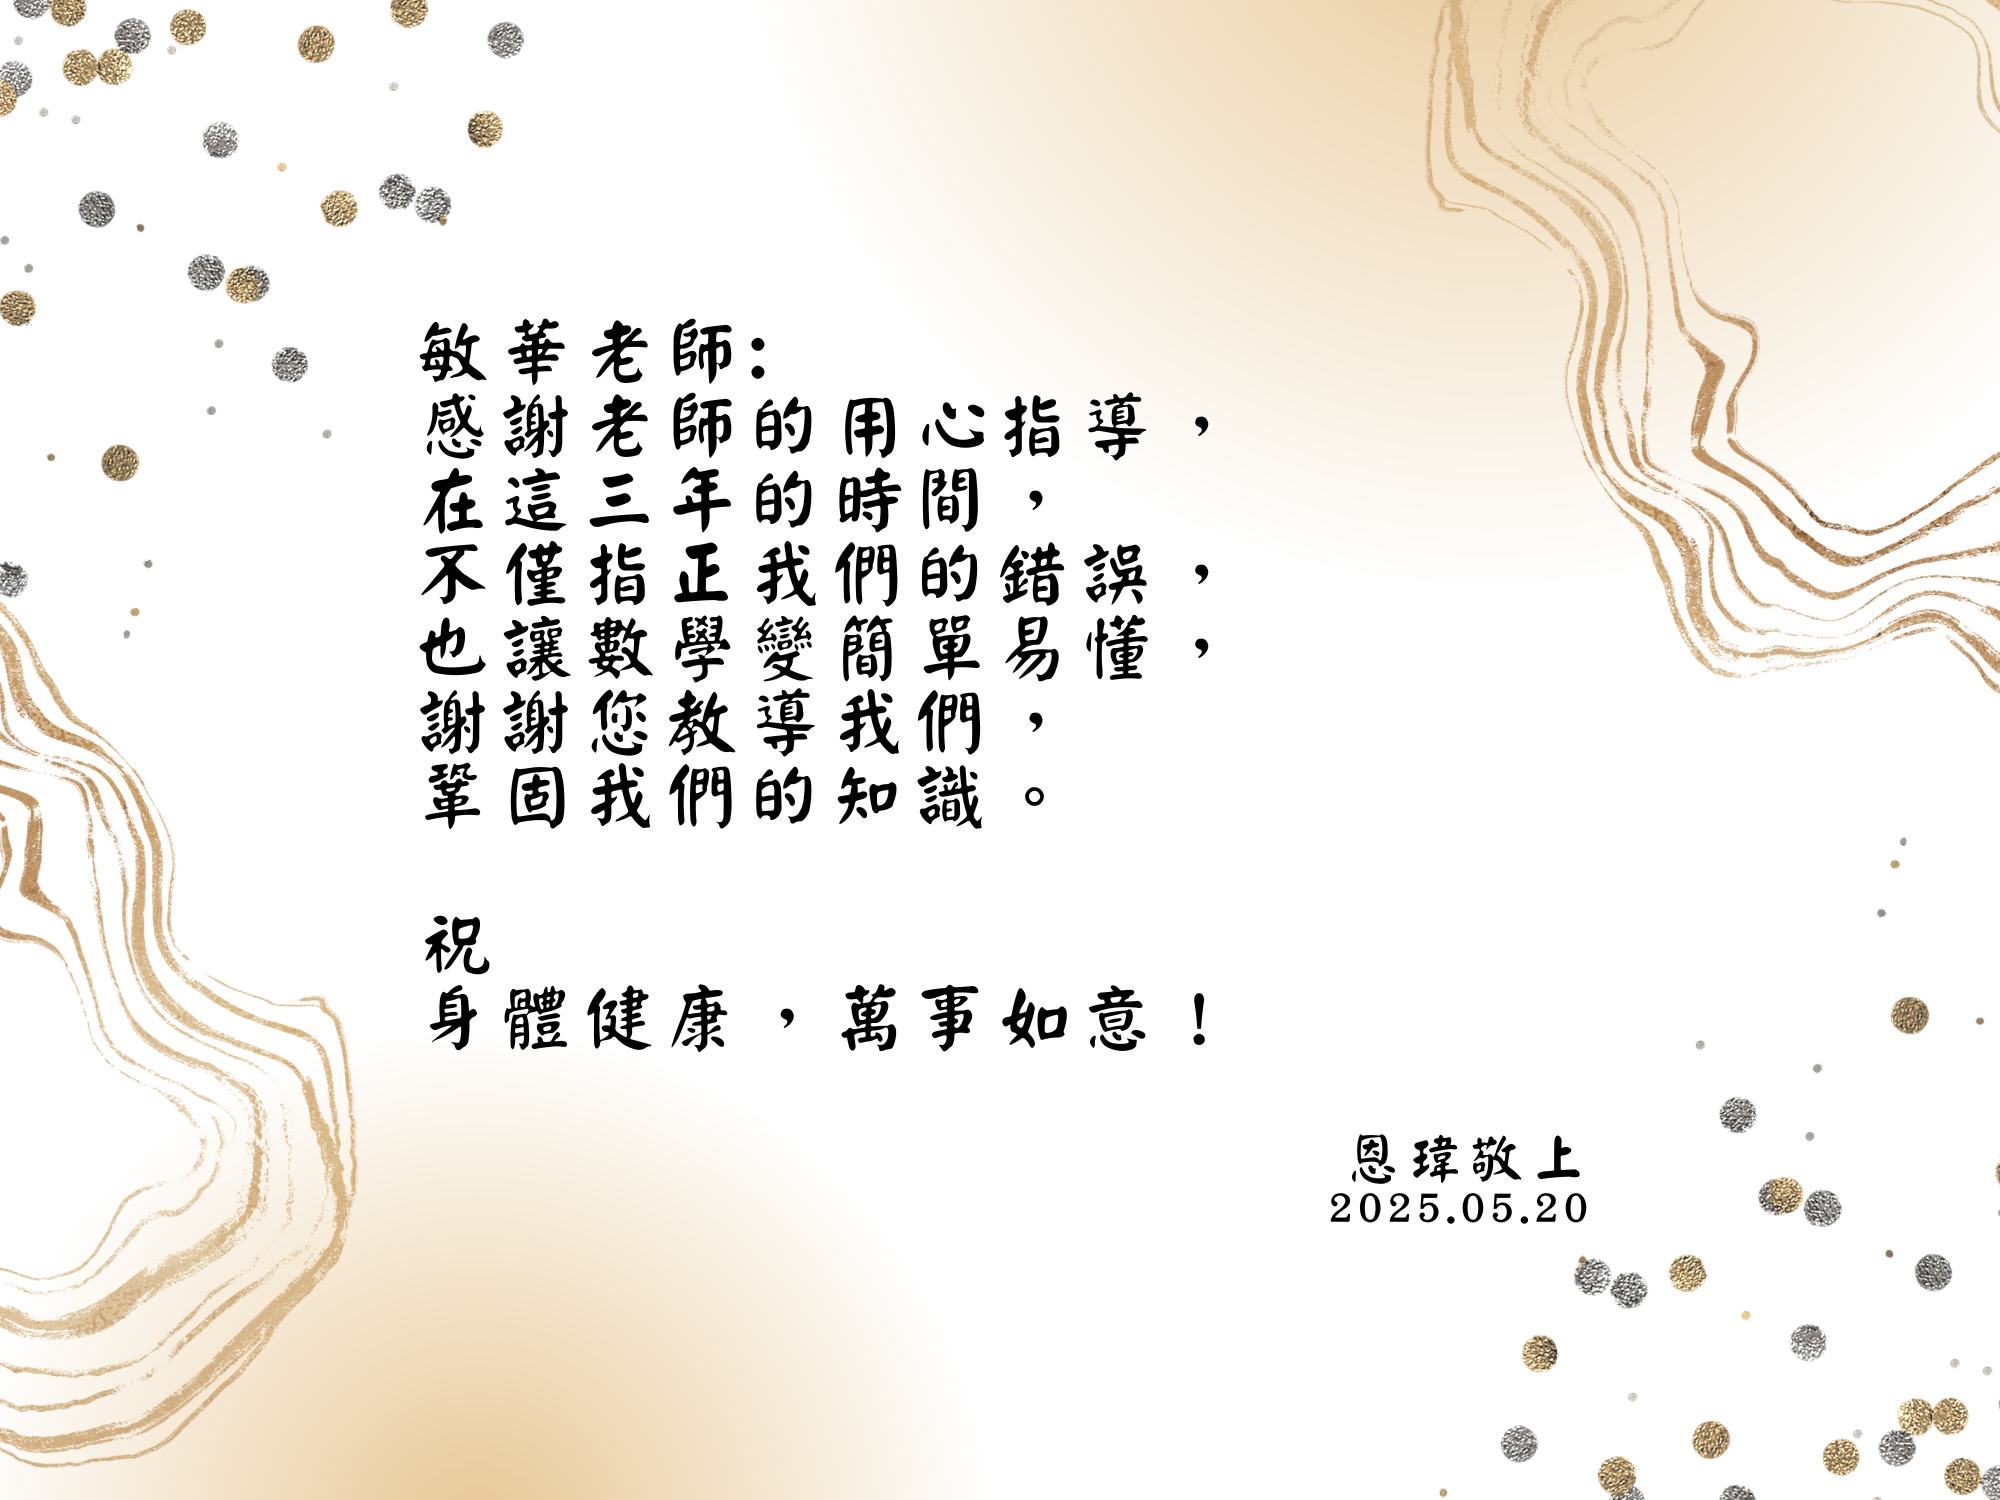 敏華老師：
感謝老師的用心指導，
在這三年的時間，
不僅指正我們的錯誤，
也讓數學變簡單易懂，
謝謝您教導我們，
鞏固我們的知識。
祝
身體健康，萬事如意！
恩瑋敬上
2025.05.20